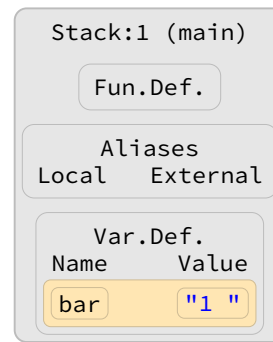 Stack:1 (main)
Fun.Def.
Aliases
Local External
Var.Def.
Name Value
bar "1 "